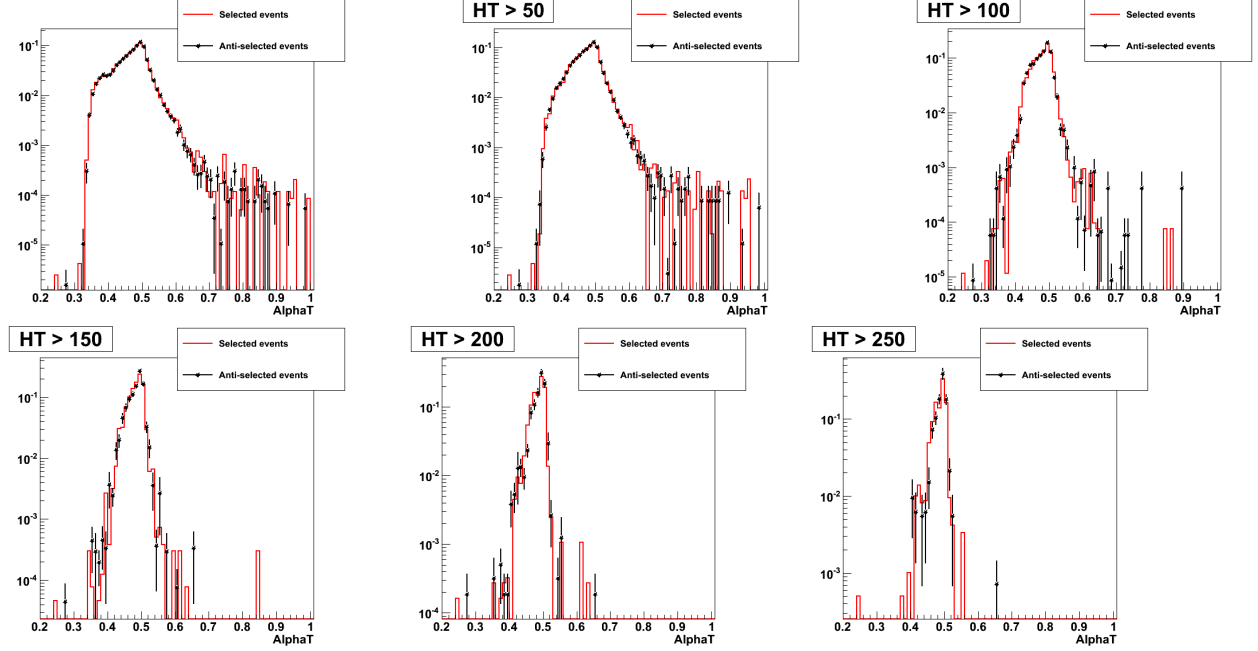 Selected events
Anti-selected events
10-1
10-2
10-3
10-4
10-5
0.2 0.3 0.4 0.5 0.6 0.7 0.8 0.9 1
AlphaT
HT > 50
Selected events
Anti-selected events
10-1
10-2
10-3
10-4
10-5
0.2 0.3 0.4 0.5 0.6 0.7 0.8 0.9 1
AlphaT
HT > 100
Selected events
Anti-selected events
10-1
10-2
10-3
10-4
10-5
0.2 0.3 0.4 0.5 0.6 0.7 0.8 0.9 1
AlphaT
HT > 150
Selected events
Anti-selected events
10-1
10-2
10-3
10-4
0.2 0.3 0.4 0.5 0.6 0.7 0.8 0.9 1
AlphaT
HT > 200
Selected events
Anti-selected events
10-1
10-2
10-3
10-4
0.2 0.3 0.4 0.5 0.6 0.7 0.8 0.9 1
AlphaT
HT > 250
Selected events
Anti-selected events
10-1
10-2
10-3
0.2 0.3 0.4 0.5 0.6 0.7 0.8 0.9 1
AlphaT